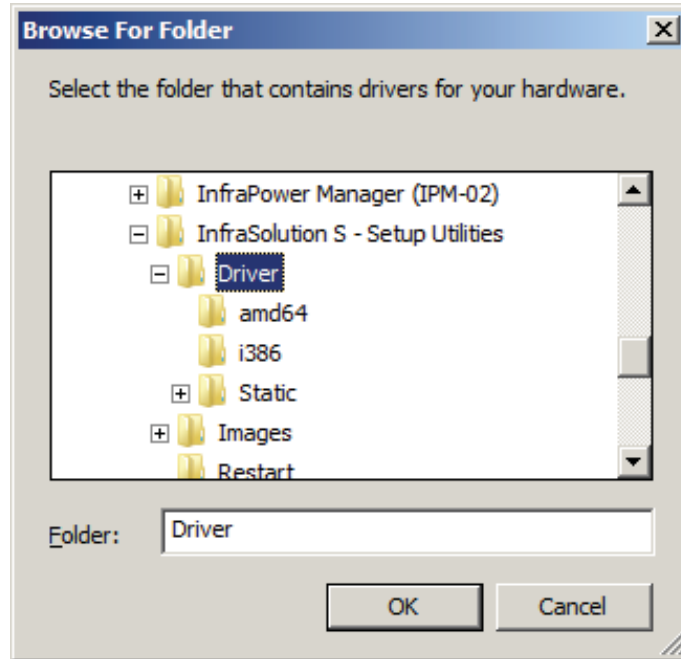 Browse For Folder
Select the folder that contains drivers for your hardware.
InfraPower Manager (IPM-02)
InfraSolution S - Setup Utilities
Driver
amd64
i386
Static
Images
Restart
Folder:
Driver
OK
Cancel